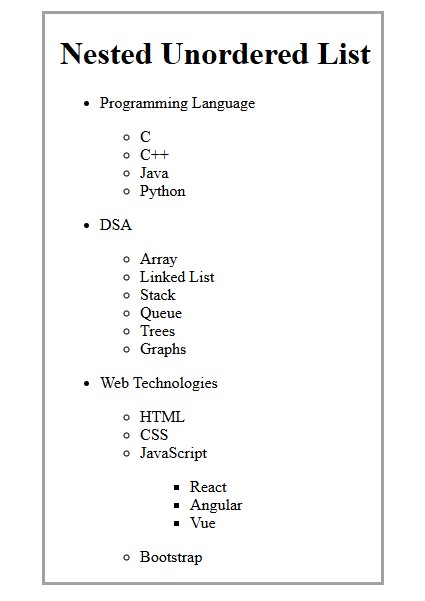 Nested Unordered List
• Programming Language
◦ C
◦ C++
◦ Java
◦ Python
• DSA
◦ Array
◦ Linked List
◦ Stack
◦ Queue
◦ Trees
◦ Graphs
• Web Technologies
◦ HTML
◦ CSS
◦ JavaScript
▪ React
▪ Angular
▪ Vue
◦ Bootstrap